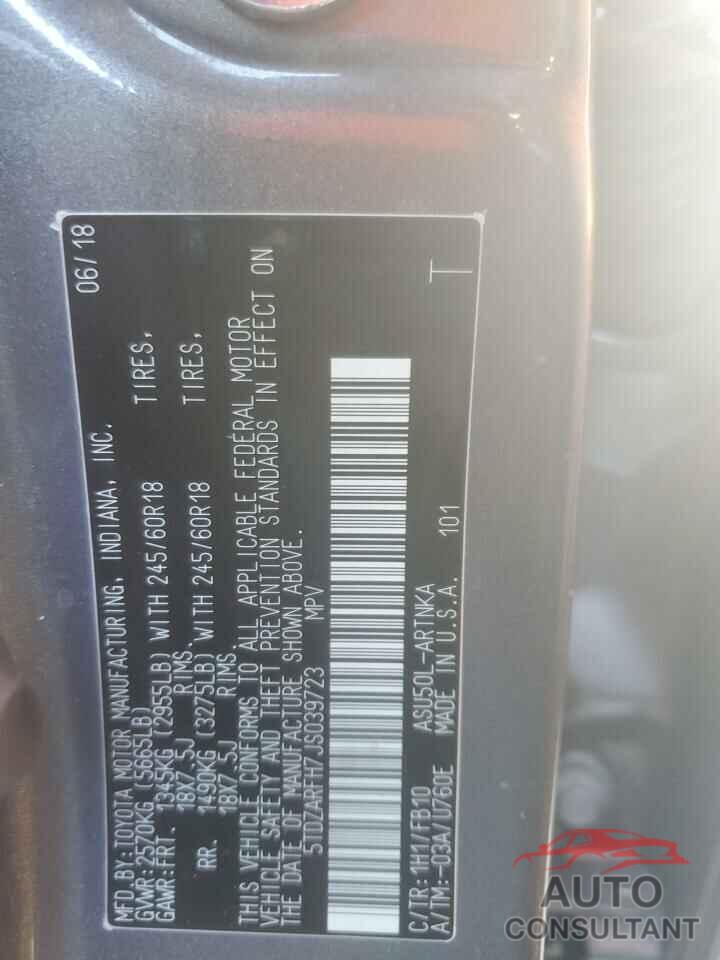 MFD. BY: TOYOTA MOTOR MANUFACTURING, INDIANA, INC. 06/18
GVWR: 2570KG (5665LB)
GAWR: FRT. 1345KG (2955LB) WITH 245/60R18 TIRES,
18X7.5J RIMS,
RR. 1490KG (3275LB) WITH 245/60R18 TIRES,
18X7.5J RIMS.
THIS VEHICLE CONFORMS TO ALL APPLICABLE FEDERAL MOTOR
VEHICLE SAFETY AND THEFT PREVENTION STANDARDS IN EFFECT ON
THE DATE OF MANUFACTURE SHOWN ABOVE.
5TDZARFH7JS039723 MPV
C/TR: 1H1/FB10 ASU50L-ARTNKA T
A/TM: -03A/U760E MADE IN U.S.A. 101
AUTO
CONSULTANT